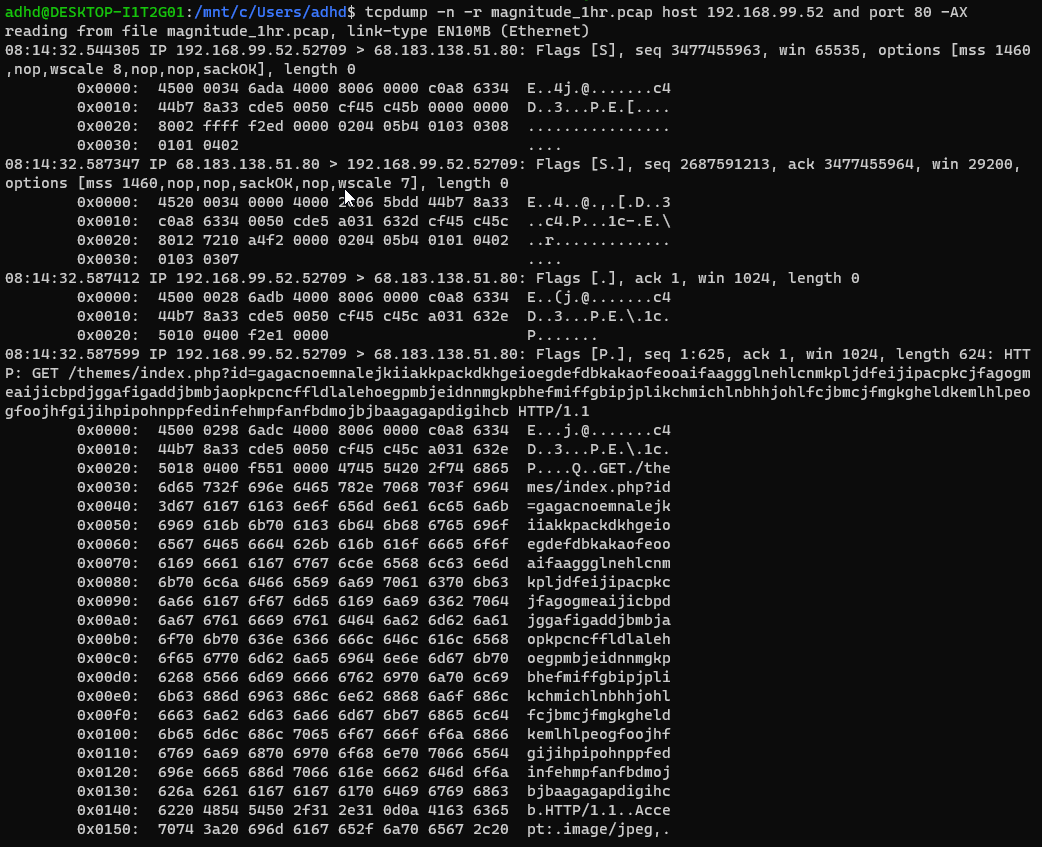 adhd@DESKTOP-I1T2G01:/mnt/c/Users/adhd$ tcpdump -n -r magnitude_1hr.pcap host 192.168.99.52 and port 80 -AX
reading from file magnitude_1hr.pcap, link-type EN10MB (Ethernet)
08:14:32.544305 IP 192.168.99.52.52709 > 68.183.138.51.80: Flags [S], seq 3477455963, win 65535, options [mss 1460
,nop,wscale 8,nop,nop,sackOK], length 0
0x0000:  4500 0034 6ada 4000 8006 0000 c0a8 6334  E..4j.@.......c4
0x0010:  44b7 8a33 cde5 0050 cf45 c45b 0000 0000  D..3...P.E.[....
0x0020:  8002 ffff f2ed 0000 0204 05b4 0103 0308  ................
0x0030:  0101 0402                                ....
08:14:32.587347 IP 68.183.138.51.80 > 192.168.99.52.52709: Flags [S.], seq 2687591213, ack 3477455964, win 29200,
options [mss 1460,nop,nop,sackOK,nop,wscale 7], length 0
0x0000:  4520 0034 0000 4000 2c06 5bdd 44b7 8a33  E..4..@.,.[.D..3
0x0010:  c0a8 6334 0050 cde5 a031 632d cf45 c45c  ..c4.P...1c-.E.\
0x0020:  8012 7210 a4f2 0000 0204 05b4 0101 0402  ..r.............
0x0030:  0103 0307                                ....
08:14:32.587412 IP 192.168.99.52.52709 > 68.183.138.51.80: Flags [.], ack 1, win 1024, length 0
0x0000:  4500 0028 6adb 4000 8006 0000 c0a8 6334  E..(j.@.......c4
0x0010:  44b7 8a33 cde5 0050 cf45 c45c a031 632e  D..3...P.E.\.1c.
0x0020:  5010 0400 f2e1 0000                      P.......
08:14:32.587599 IP 192.168.99.52.52709 > 68.183.138.51.80: Flags [P.], seq 1:625, ack 1, win 1024, length 624: HTT
P: GET /themes/index.php?id=gagacnoemnalejkiiakkpackdkhgeioegdefdbkakaofeooaifaaggglnehlcnmkpljdfeijipacpkcjfagogm
eaijicbpdjggafigaddjbmbjaopkpcncffldlalehoegpmbjeidnnmgkpbhefmiffgbipjplikchmichlnbhhjohlfcjbmcjfmgkgheldkemlhlpeo
gfoojhfgijihpipohnppfedinfehmpfanfbdmojbjbaagagapdigihcb HTTP/1.1
0x0000:  4500 0298 6adc 4000 8006 0000 c0a8 6334  E...j.@.......c4
0x0010:  44b7 8a33 cde5 0050 cf45 c45c a031 632e  D..3...P.E.\.1c.
0x0020:  5018 0400 f551 0000 4745 5420 2f74 6865  P....Q..GET./the
0x0030:  6d65 732f 696e 6465 782e 7068 703f 6964  mes/index.php?id
0x0040:  3d67 6167 6163 6e6f 656d 6e61 6c65 6a6b  =gagacnoemnalejk
0x0050:  6969 616b 6b70 6163 6b64 6b68 6765 696f  iiakkpackdkhgeio
0x0060:  6567 6465 6664 626b 616b 616f 6665 6f6f  egdefdbkakaofeoo
0x0070:  6169 6661 6167 6767 6c6e 6568 6c63 6e6d  aifaaggglnehlcnm
0x0080:  6b70 6c6a 6466 6569 6a69 7061 6370 6b63  kpljdfeijipacpkc
0x0090:  6a66 6167 6f67 6d65 6169 6a69 6362 7064  jfagogmeaijicbpd
0x00a0:  6a67 6761 6669 6761 6464 6a62 6d62 6a61  jggafigaddjbmbja
0x00b0:  6f70 6b70 636e 6366 666c 646c 616c 6568  opkpcncffldlaleh
0x00c0:  6f65 6770 6d62 6a65 6964 6e6e 6d67 6b70  oegpmbjeidnnmgkp
0x00d0:  6268 6566 6d69 6666 6762 6970 6a70 6c69  bhefmiffgbipjpli
0x00e0:  6b63 686d 6963 686c 6e62 6868 6a6f 686c  kchmichlnbhhjohl
0x00f0:  6663 6a62 6d63 6a66 6d67 6b67 6865 6c64  fcjbmcjfmgkgheld
0x0100:  6b65 6d6c 686c 7065 6f67 666f 6f6a 6866  kemlhlpeogfoojhf
0x0110:  6769 6a69 6870 6970 6f68 6e70 7066 6564  gijihpipohnppfed
0x0120:  696e 6665 686d 7066 616e 6662 646d 6f6a  infehmpfanfbdmoj
0x0130:  626a 6261 6167 6167 6170 6469 6769 6863  bjbaagagapdigihc
0x0140:  6220 4854 5450 2f31 2e31 0d0a 4163 6365  b.HTTP/1.1..Acce
0x0150:  7074 3a20 696d 6167 652f 6a70 6567 2c20  pt:.image/jpeg,.